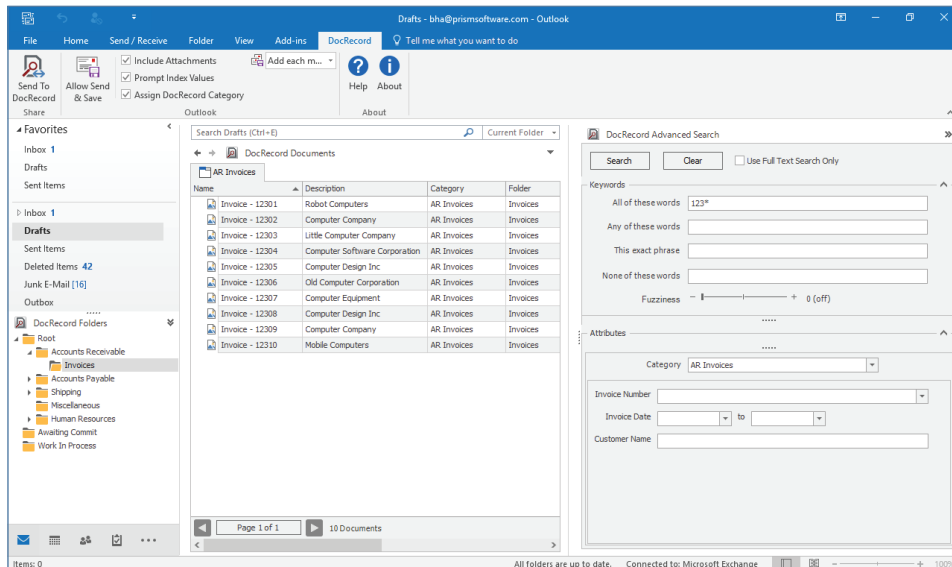 Drafts - bha@prismsoftware.com - Outlook
File Home Send / Receive Folder View Add-ins DocRecord Tell me what you want to do
Send To DocRecord
Allow Send & Save
Include Attachments
Prompt Index Values
Assign DocRecord Category
Add each m...
Help About
Share Outlook About
Favorites
Inbox 1
Drafts
Sent Items
Inbox 1
Drafts
Sent Items
Deleted Items 42
Junk E-Mail [16]
Outbox
DocRecord Folders
Root
Accounts Receivable
Invoices
Accounts Payable
Shipping
Miscellaneous
Human Resources
Awaiting Commit
Work In Process
Search Drafts (Ctrl+E) Current Folder
DocRecord Documents
AR Invoices
Name Description Category Folder
Invoice - 12301 Robot Computers AR Invoices Invoices
Invoice - 12302 Computer Company AR Invoices Invoices
Invoice - 12303 Little Computer Company AR Invoices Invoices
Invoice - 12304 Computer Software Corporation AR Invoices Invoices
Invoice - 12305 Computer Design Inc AR Invoices Invoices
Invoice - 12306 Old Computer Corporation AR Invoices Invoices
Invoice - 12307 Computer Equipment AR Invoices Invoices
Invoice - 12308 Computer Design Inc AR Invoices Invoices
Invoice - 12309 Computer Company AR Invoices Invoices
Invoice - 12310 Mobile Computers AR Invoices Invoices
Page 1 of 1 10 Documents
DocRecord Advanced Search
Search Clear Use Full Text Search Only
Keywords
All of these words 123*
Any of these words
This exact phrase
None of these words
Fuzziness - + 0 (off)
Attributes
Category AR Invoices
Invoice Number
Invoice Date to
Customer Name
Items: 0 All folders are up to date. Connected to: Microsoft Exchange - + 100%